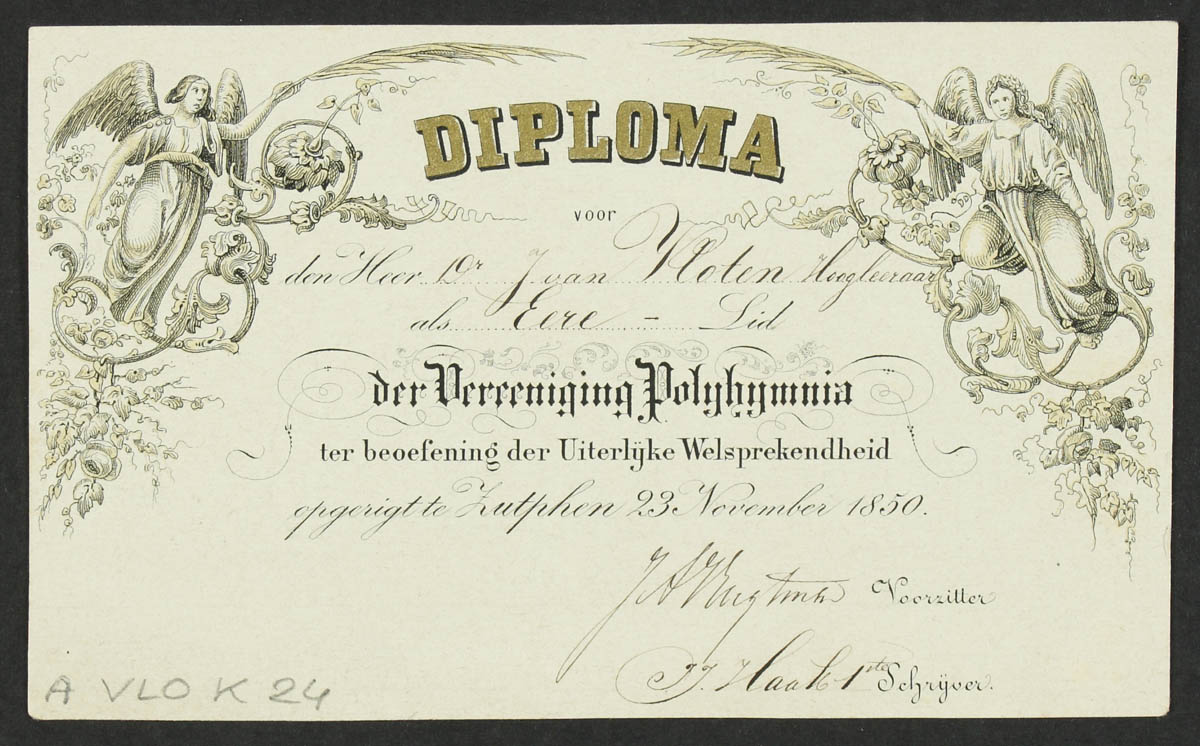 DIPLOMA
voor
den Heer Dr J van Vloten Hoogleeraar
als Eere - Lid
der Vereeniging Polyhymnia
ter beoefening der Uiterlijke Welsprekendheid
opgerigt te Zutphen 23 November 1850.
Voorzitter
J. Haak 1ste Schrijver.
A VLO K 24